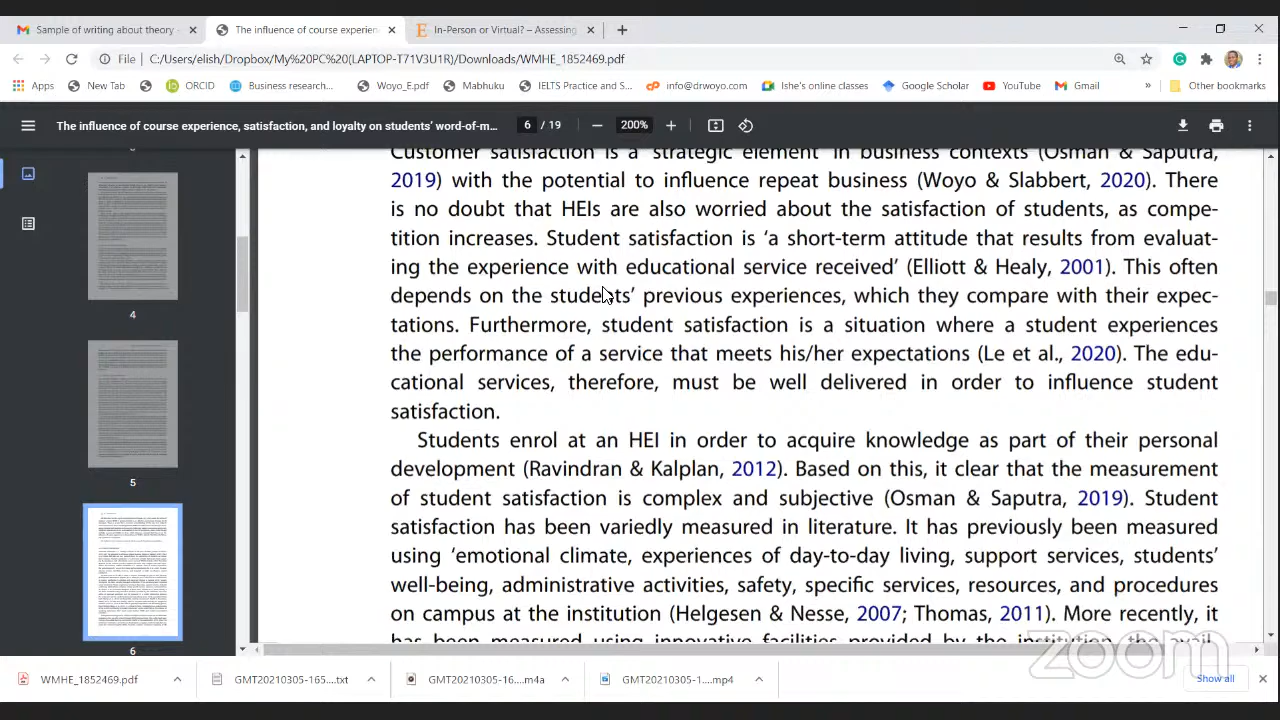 Sample of writing about theory
The influence of course experien
In-Person or Virtual? – Assessing
File
C:/Users/elish/Dropbox/My%20PC%20(LAPTOP-T71V3U1R)/Downloads/WMHE_1852469.pdf
Apps
New Tab
ORCID
Business research...
Woyo_E.pdf
Mabhuku
IELTS Practice and S...
info@drwoyo.com
Ishe's online classes
Google Scholar
YouTube
Gmail
»
Other bookmarks
The influence of course experience, satisfaction, and loyalty on students' word-of-m...
6 / 19
200%
4
5
6
Customer satisfaction is a 'strategic element' in business contexts (Osman & Saputra,
2019) with the potential to influence repeat business (Woyo & Slabbert, 2020). There
is no doubt that HEIs are also worried about the satisfaction of students, as compe-
tition increases. Student satisfaction is ‘a short-term attitude that results from evaluat-
ing the experience with educational service received’ (Elliott & Healy, 2001). This often
depends on the students’ previous experiences, which they compare with their expec-
tations. Furthermore, student satisfaction is a situation where a student experiences
the performance of a service that meets his/her expectations (Le et al., 2020). The edu-
cational services, therefore, must be well delivered in order to influence student
satisfaction.
Students enrol at an HEI in order to acquire knowledge as part of their personal
development (Ravindran & Kalplan, 2012). Based on this, it clear that the measurement
of student satisfaction is complex and subjective (Osman & Saputra, 2019). Student
satisfaction has been variedly measured in literature. It has previously been measured
using ‘emotional climate, experiences of day-to-day living, support services, students’
well-being, administrative activities, safety, specific services, resources, and procedures
on campus at the institution (Helgesen & Nesse, 2007; Thomas, 2011). More recently, it
has been measured using innovative facilities provided by the institution, the avail
zoom
WMHE_1852469.pdf
GMT20210305-165....txt
GMT20210305-16....m4a
GMT20210305-1....mp4
Show all